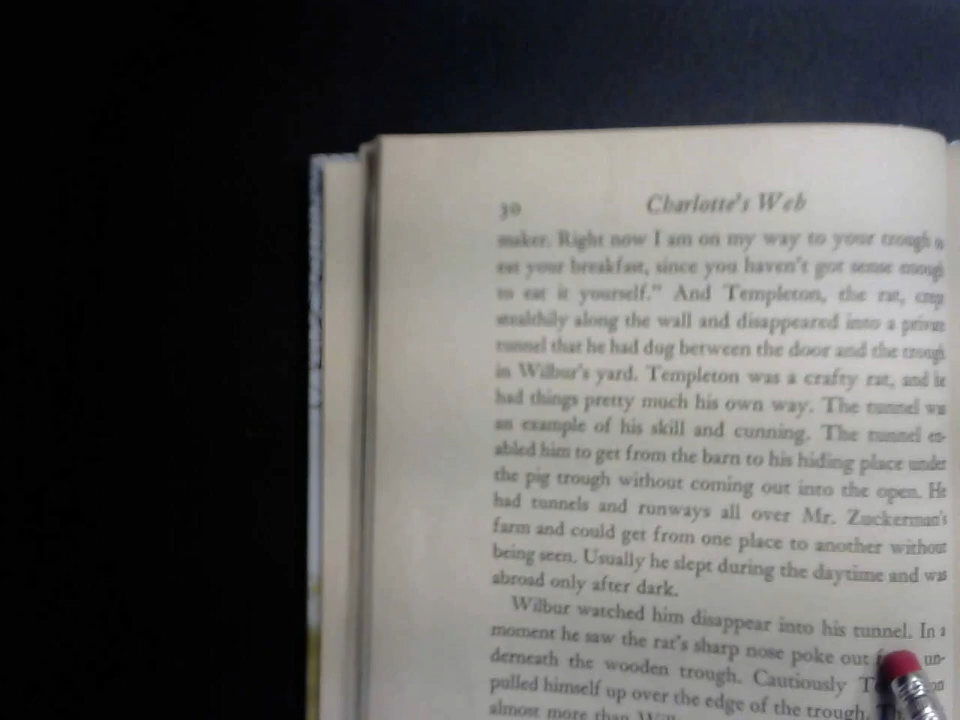 30 Charlotte's Web
maker. Right now I am on my way to your trough to
eat your breakfast, since you haven't got sense enough
to eat it yourself." And Templeton, the rat, crept
stealthily along the wall and disappeared into a private
tunnel that he had dug between the door and the trough
in Wilbur's yard. Templeton was a crafty rat, and he
had things pretty much his own way. The tunnel was
an example of his skill and cunning. The tunnel en-
abled him to get from the barn to his hiding place under
the pig trough without coming out into the open. He
had tunnels and runways all over Mr. Zuckerman's
farm and could get from one place to another without
being seen. Usually he slept during the daytime and was
abroad only after dark.
Wilbur watched him disappear into his tunnel. In a
moment he saw the rat's sharp nose poke out un-
derneath the wooden trough. Cautiously
pulled himself up over the edge of the trough.
almost more than